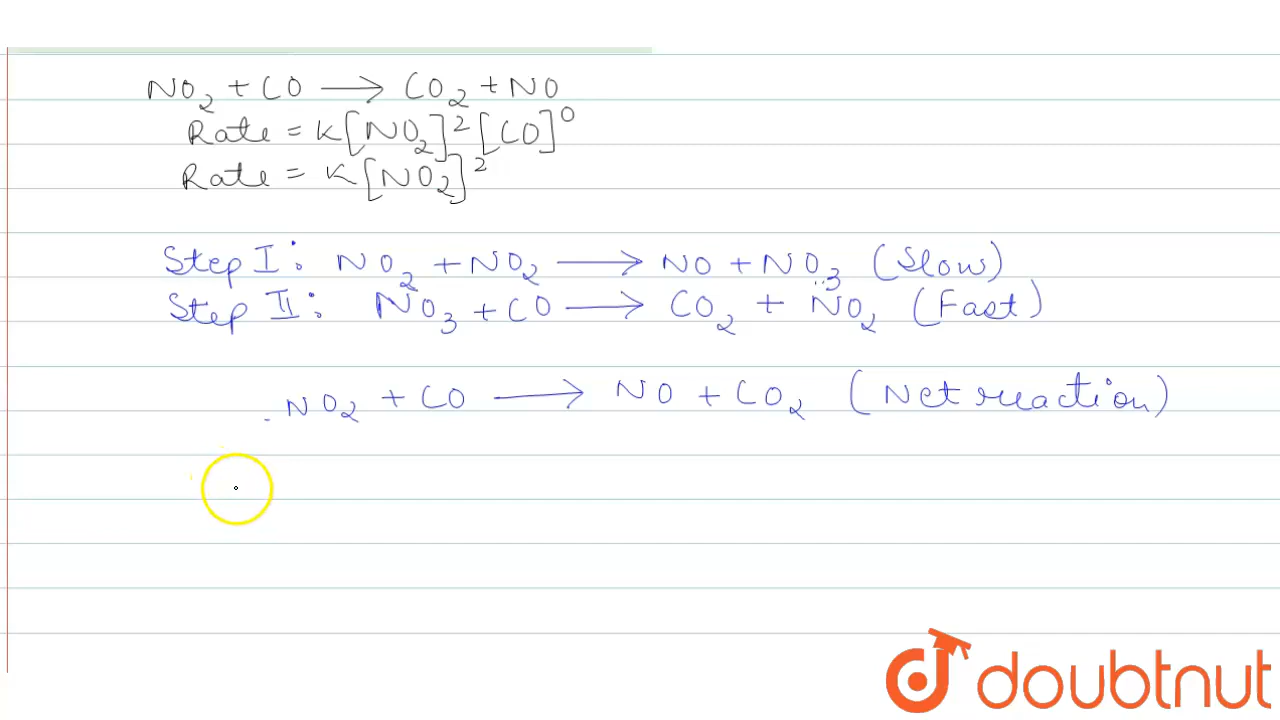 NO₂ + CO → CO₂ + NO
Rate = K[NO₂]²[CO]⁰
Rate = K[NO₂]²
Step I: NO₂ + NO₂ → NO + NO₃ (Slow)
Step II: NO₃ + CO → CO₂ + NO₂ (Fast)
NO₂ + CO → NO + CO₂ (Net reaction)
doubtnut